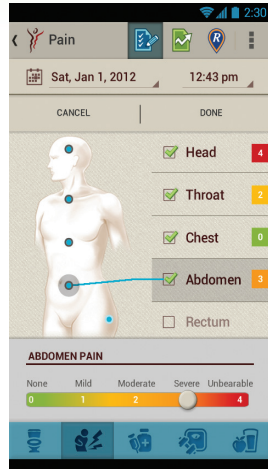 2:30
Pain
R
Sat, Jan 1, 2012 12:43 pm
CANCEL DONE
Head 4
Throat 2
Chest 0
Abdomen 3
Rectum
ABDOMEN PAIN
None Mild Moderate Severe Unbearable
0 1 2 4